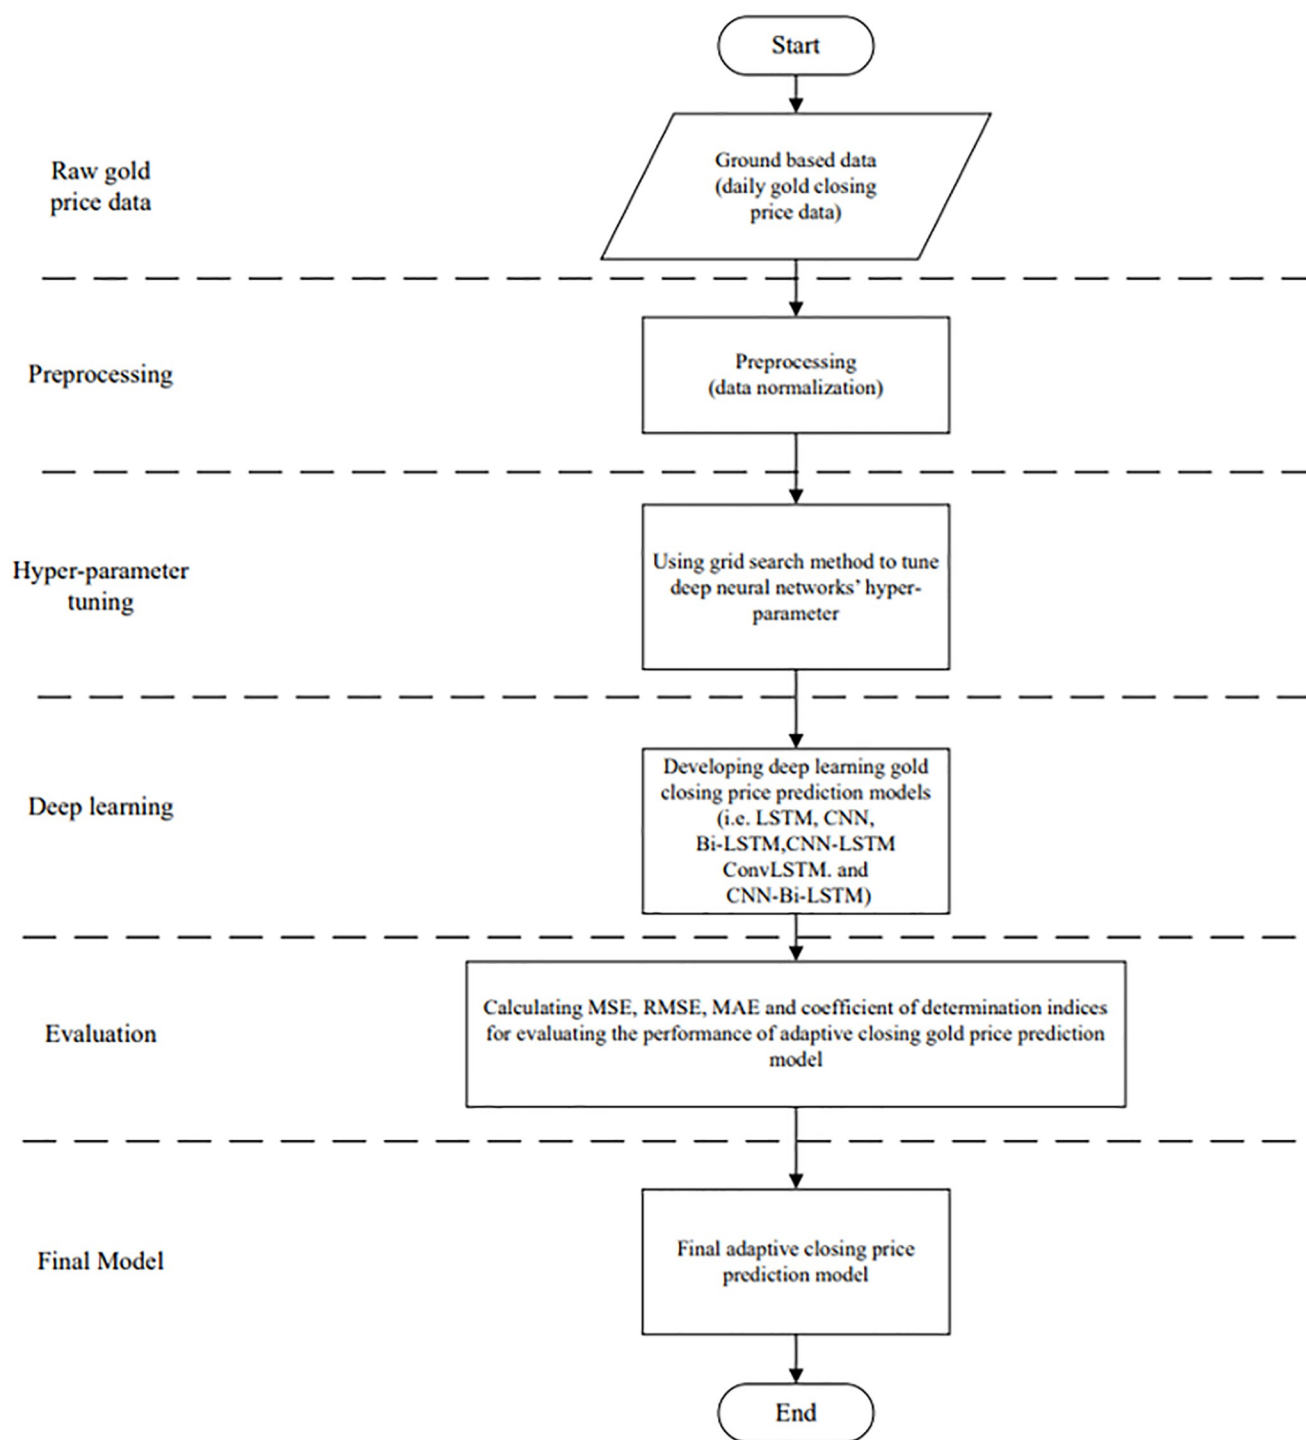 Start
Raw gold
price data
Ground based data
(daily gold closing
price data)
Preprocessing
Preprocessing
(data normalization)
Hyper-parameter
tuning
Using grid search method to tune
deep neural networks’ hyper-
parameter
Deep learning
Developing deep learning gold
closing price prediction models
(i.e. LSTM, CNN,
Bi-LSTM,CNN-LSTM
ConvLSTM. and
CNN-Bi-LSTM)
Evaluation
Calculating MSE, RMSE, MAE and coefficient of determination indices
for evaluating the performance of adaptive closing gold price prediction
model
Final Model
Final adaptive closing price
prediction model
End